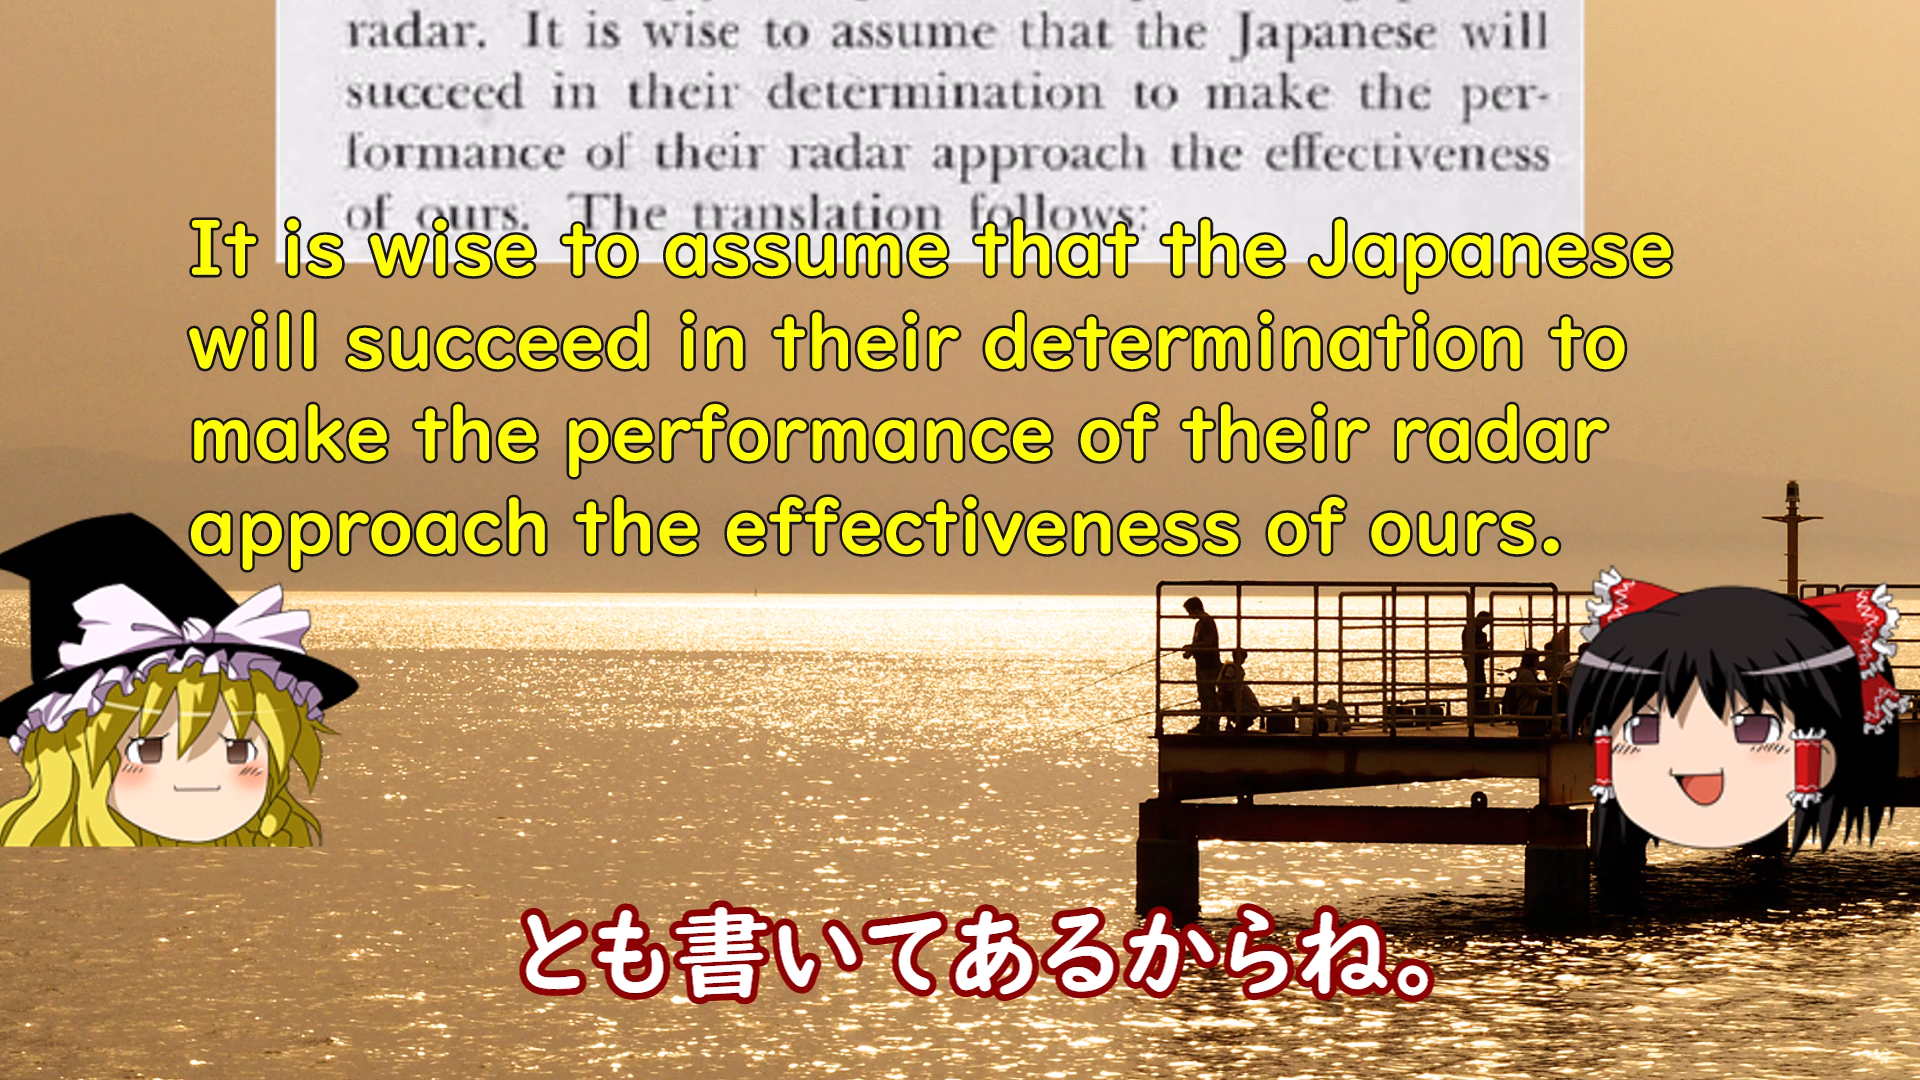 radar. It is wise to assume that the Japanese will
succeed in their determination to make the per-
formance of their radar approach the effectiveness
of ours. The translation follows:
It is wise to assume that the Japanese
will succeed in their determination to
make the performance of their radar
approach the effectiveness of ours.
とも書いてあるからね。